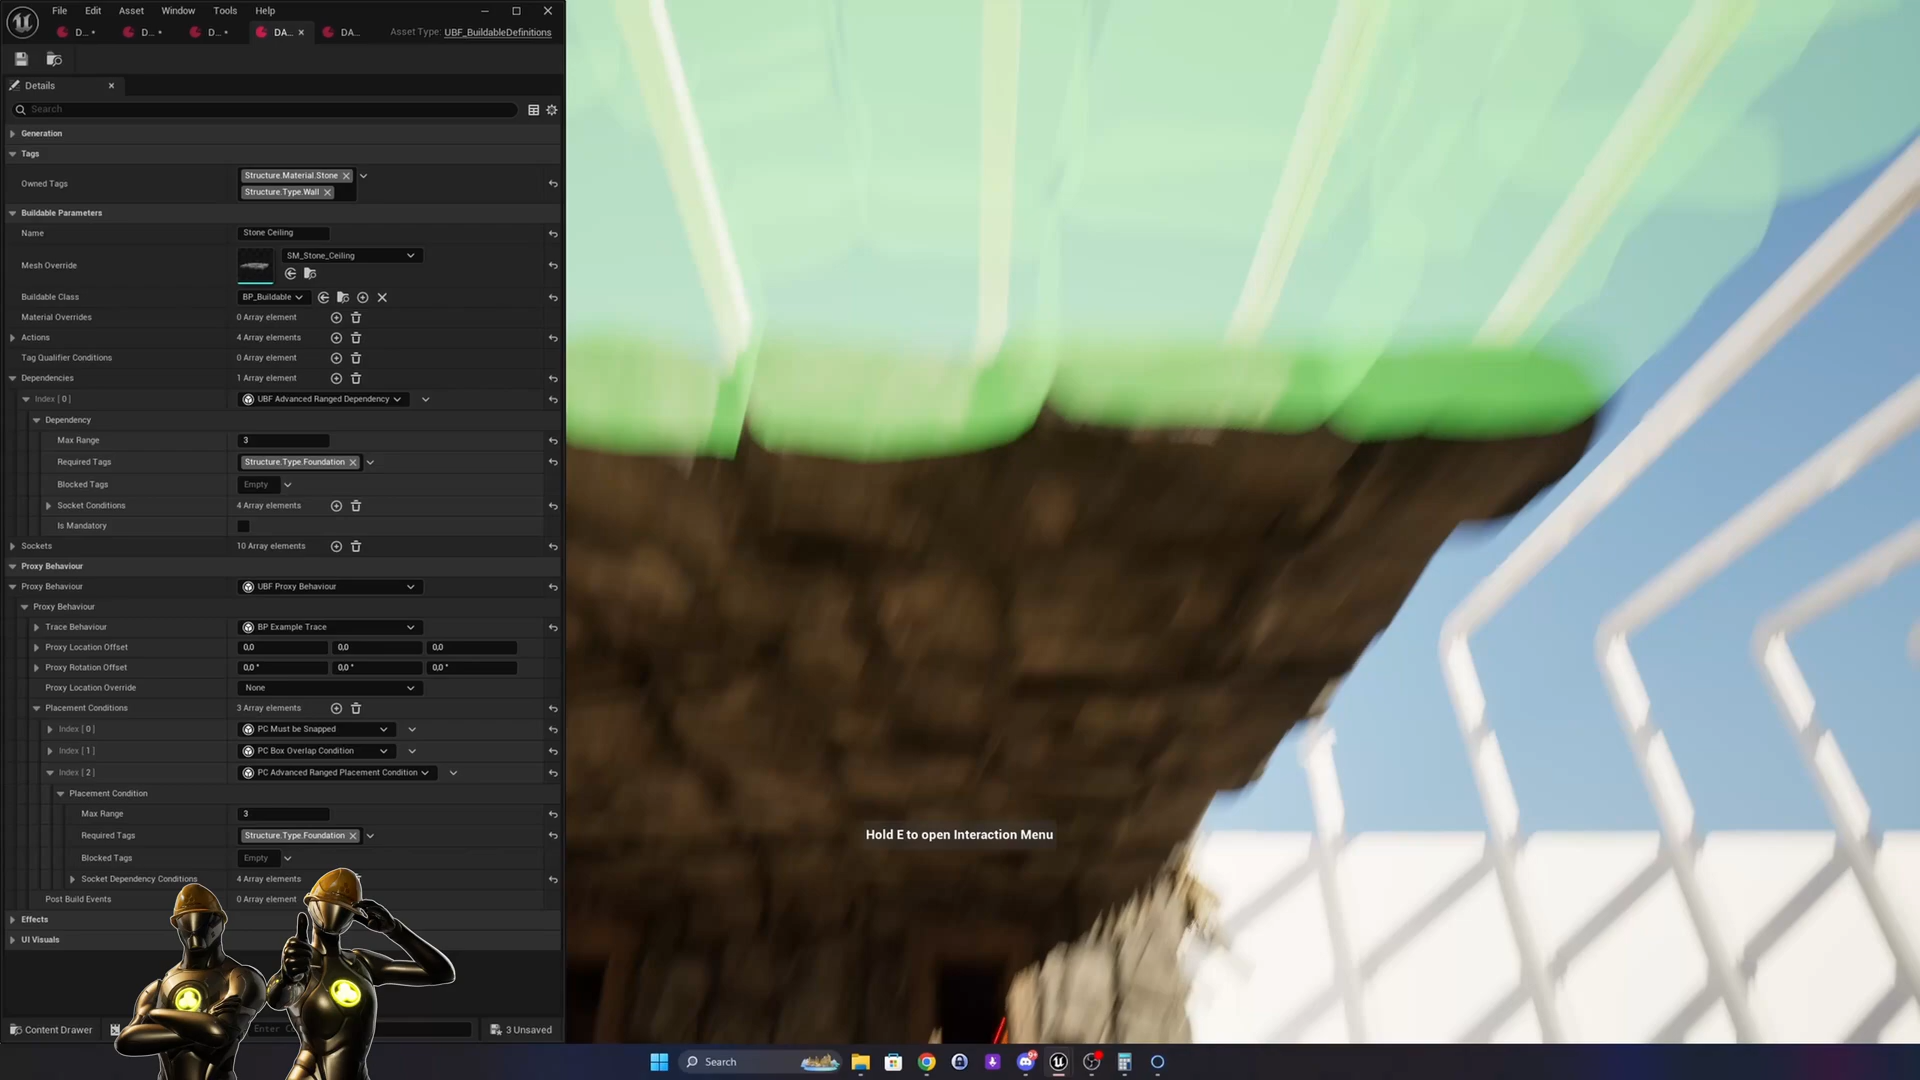 File Edit Asset Window Tools Help
D... • D... • D... • DA... × DA... Asset Type: UBF_BuildableDefinitions
Details
Search
Generation
Tags
Owned Tags Structure.Material.Stone
Structure.Type.Wall
Buildable Parameters
Name Stone Ceiling
Mesh Override SM_Stone_Ceiling
Buildable Class BP_Buildable
Material Overrides 0 Array element
Actions 4 Array elements
Tag Qualifier Conditions 0 Array element
Dependencies 1 Array element
Index [ 0 ] UBF Advanced Ranged Dependency
Dependency
Max Range 3
Required Tags Structure.Type.Foundation
Blocked Tags Empty
Socket Conditions 4 Array elements
Is Mandatory
Sockets 10 Array elements
Proxy Behaviour
Proxy Behaviour UBF Proxy Behaviour
Proxy Behaviour
Trace Behaviour BP Example Trace
Proxy Location Offset 0,0 0,0 0,0
Proxy Rotation Offset 0,0 ° 0,0 ° 0,0 °
Proxy Location Override None
Placement Conditions 3 Array elements
Index [ 0 ] PC Must be Snapped
Index [ 1 ] PC Box Overlap Condition
Index [ 2 ] PC Advanced Ranged Placement Condition
Placement Condition
Max Range 3
Required Tags Structure.Type.Foundation
Blocked Tags Empty
Socket Dependency Conditions 4 Array elements
Post Build Events 0 Array element
Effects
UI Visuals
Content Drawer Enter 3 Unsaved
Hold E to open Interaction Menu
Search